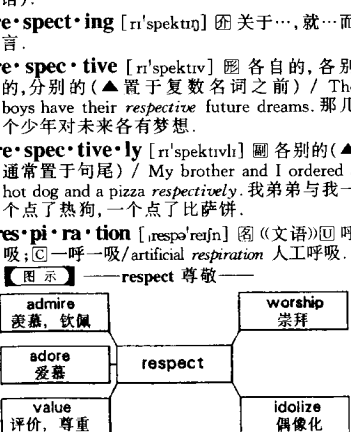 e·spect·ing [rɪ'spektɪŋ] 介 关于…,就…而
言.
e·spec·tive [rɪ'spektɪv] 形 各自的, 各别
的,分别的(▲置于复数名词之前) / The
boys have their respective future dreams. 那几
个少年对未来各有梦想.
e·spec·tive·ly [rɪ'spektɪvlɪ] 副 各别的(▲
通常置于句尾) / My brother and I ordered
hot dog and a pizza respectively. 我弟弟与我一
个点了热狗,一个点了比萨饼.
res·pi·ra·tion [ˌrespə'reɪʃn] 名 ((文语))U 呼
吸;C一呼一吸/artificial respiration 人工呼吸.
【图示】 ——respect 尊敬——
admire
羡慕, 钦佩
worship
崇拜
adore
爱慕
respect
value
评价, 尊重
idolize
偶像化